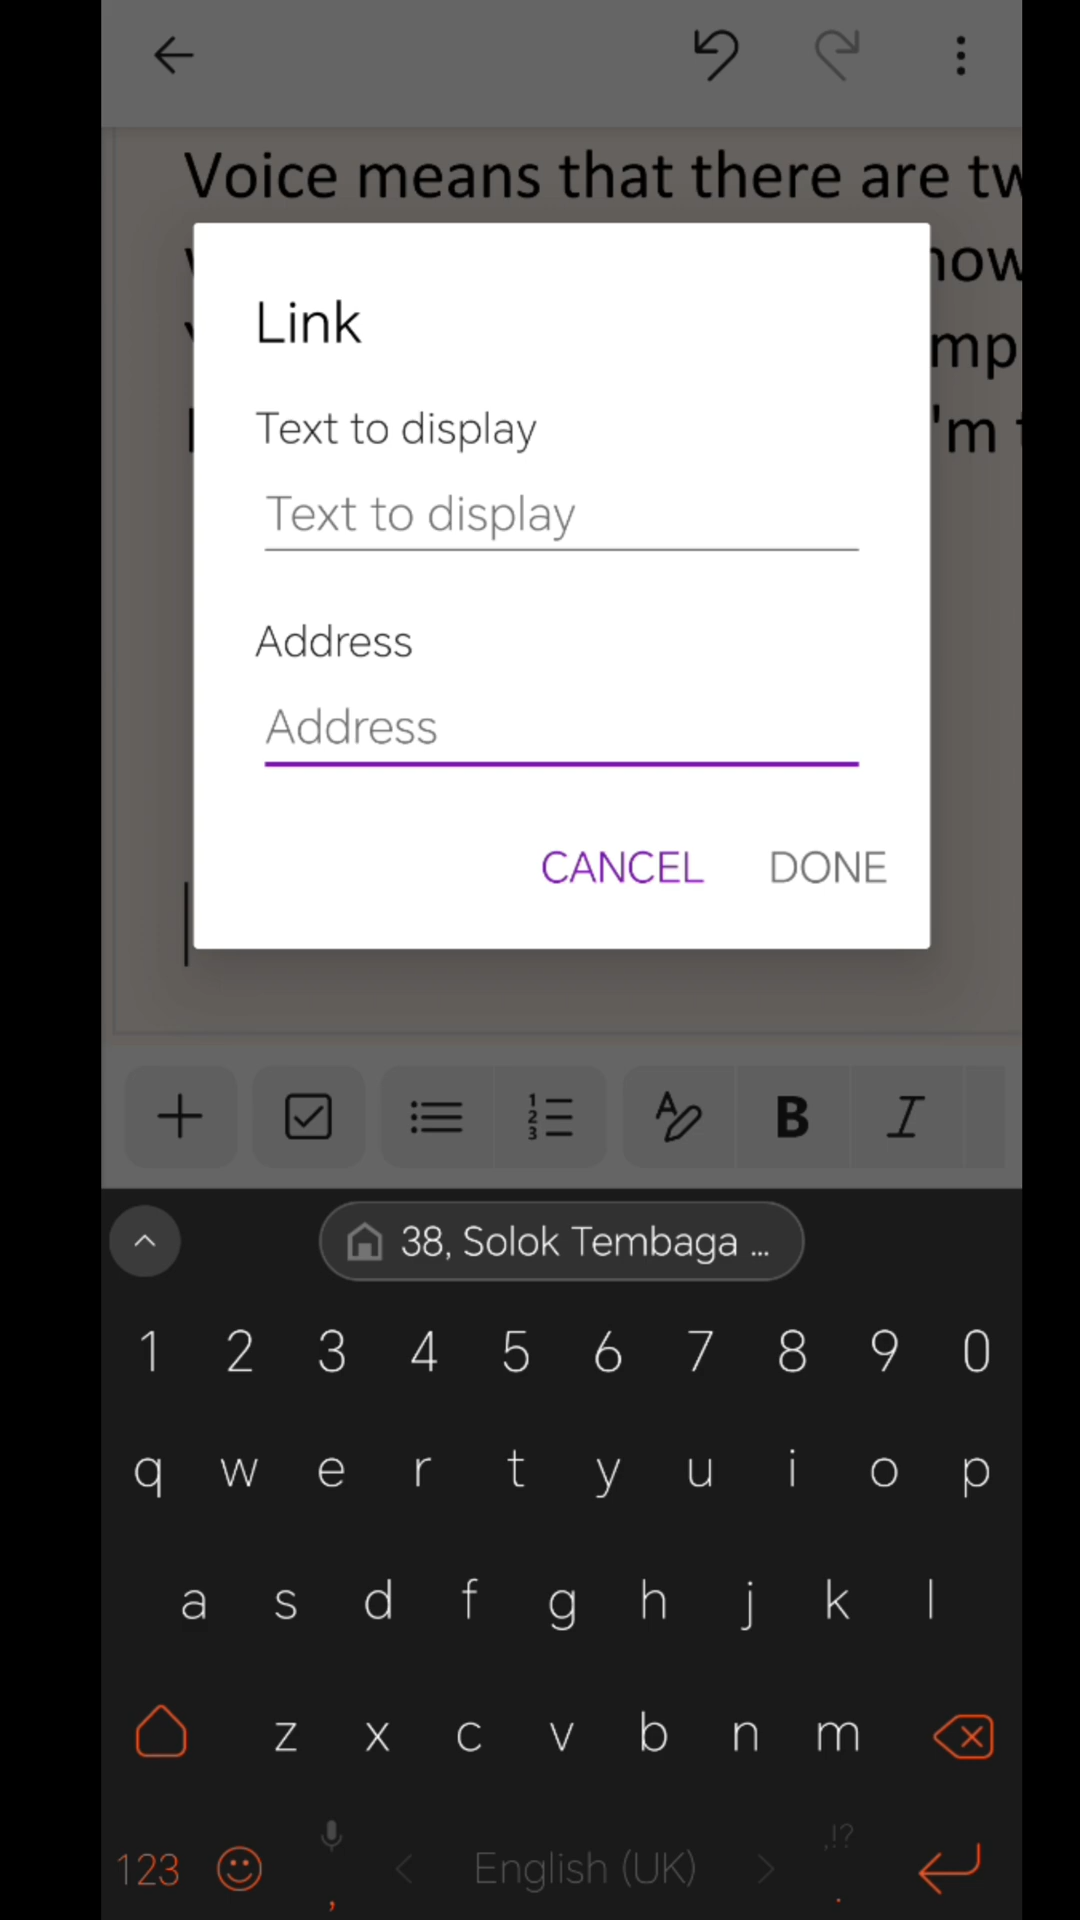 Voice means that there are tw
how
mp
I'm t
Link
Text to display
Text to display
Address
Address
CANCEL DONE
B I
38, Solok Tembaga ...
1 2 3 4 5 6 7 8 9 0
q w e r t y u i o p
a s d f g h j k l
z x c v b n m
,!?
123 , < English (UK) > .